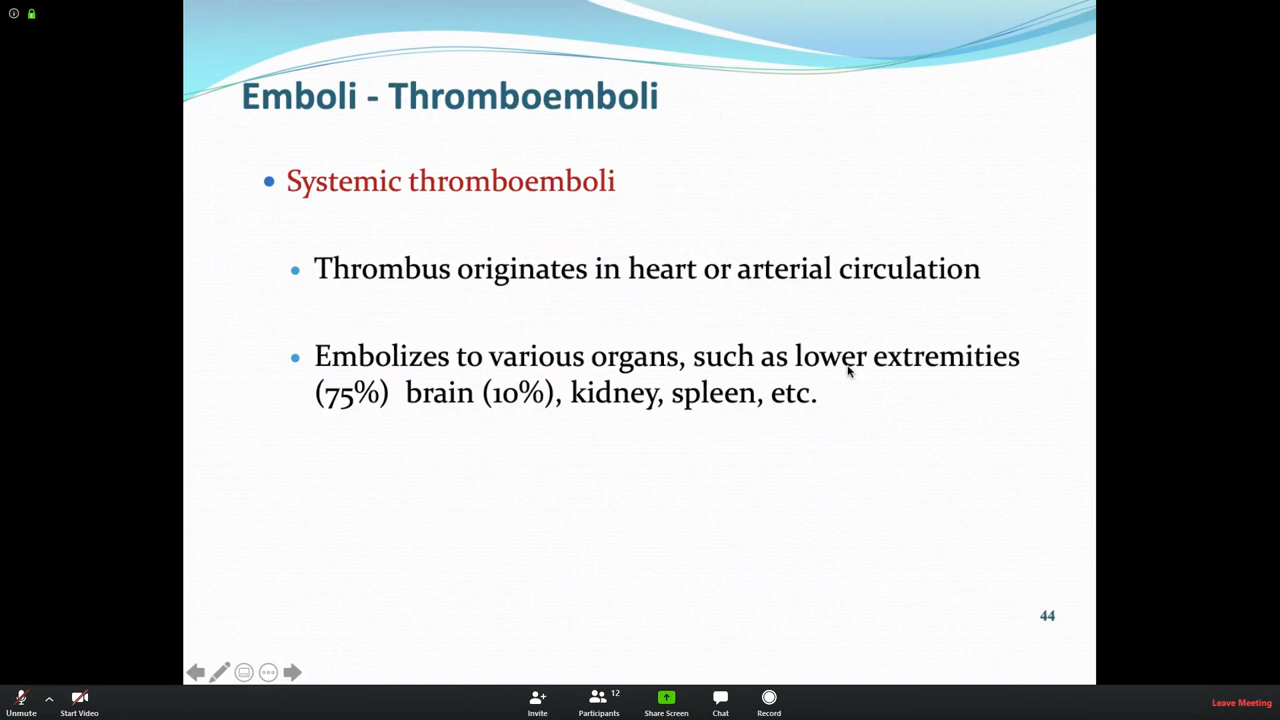 Emboli - Thromboemboli
Systemic thromboemboli
Thrombus originates in heart or arterial circulation
Embolizes to various organs, such as lower extremities
(75%) brain (10%), kidney, spleen, etc.
44
Unmute
Start Video
Invite
Participants
12
Share Screen
Chat
Record
Leave Meeting